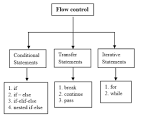 Flow control
Conditional
Statements
Transfer
Statements
Iterative
Statements
1. if
2. if - else
3. if-elif-else
4. nested if else
1. break
2. continue
3. pass
1. for
2. while